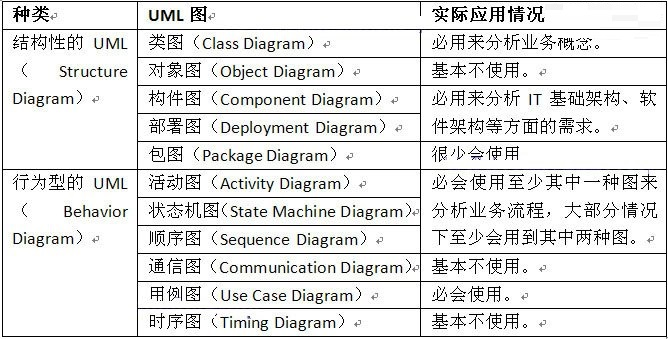 种类 UML 图 实际应用情况
结构性的 UML 类图（Class Diagram） 必用来分析业务概念。
（ Structure 对象图（Object Diagram） 基本不使用。
Diagram） 构件图（Component Diagram） 必用来分析 IT 基础架构、软
部署图（Deployment Diagram） 件架构等方面的需求。
包图（Package Diagram） 很少会使用
行为型的 UML 活动图（Activity Diagram） 必会使用至少其中一种图来
（ Behavior 状态机图（State Machine Diagram） 分析业务流程，大部分情况
Diagram） 顺序图（Sequence Diagram） 下至少会用到其中两种图。
通信图（Communication Diagram） 基本不使用。
用例图（Use Case Diagram） 必会使用。
时序图（Timing Diagram） 基本不使用。